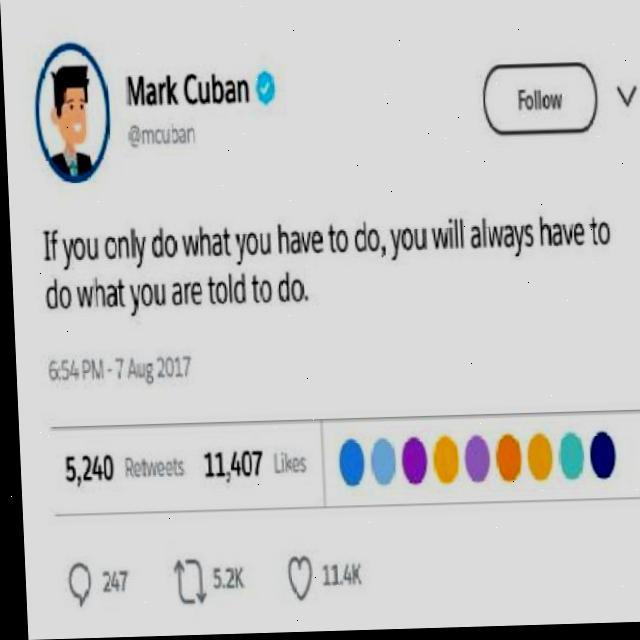 Mark Cuban
@mcuban
Follow
If you only do what you have to do, you will always have to
do what you are told to do.
6:54 PM - 7 Aug 2017
5,240 Retweets 11,407 Likes
247 5.2K 11.4K